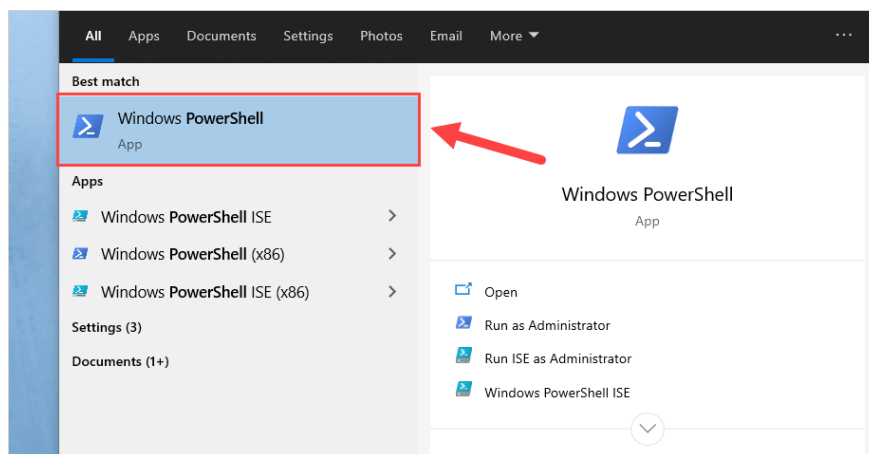 All Apps Documents Settings Photos Email More ...
Best match
Windows PowerShell
App
Apps
Windows PowerShell ISE
Windows PowerShell (x86)
Windows PowerShell ISE (x86)
Settings (3)
Documents (1+)
Windows PowerShell
App
Open
Run as Administrator
Run ISE as Administrator
Windows PowerShell ISE